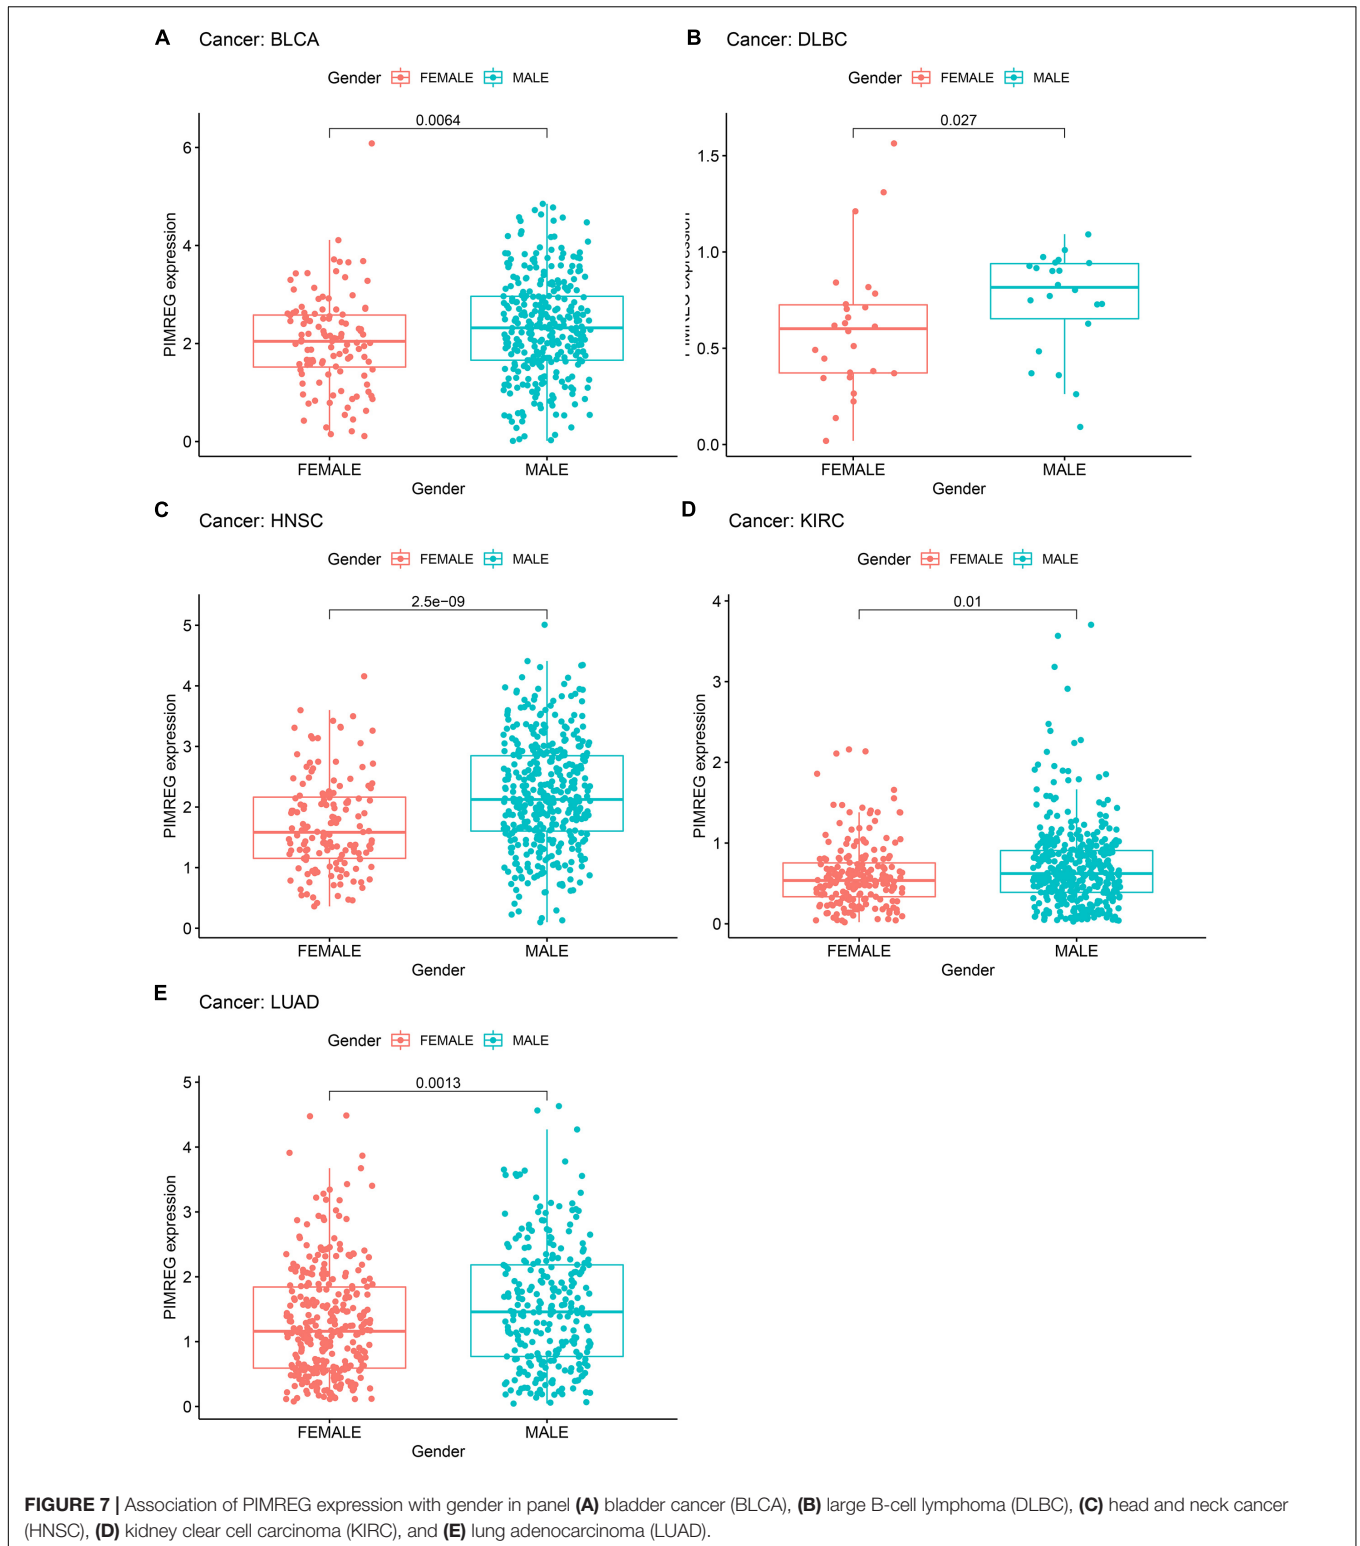 A Cancer: BLCA
Gender FEMALE MALE
0.0064
6
4
2
0
PIMREG expression
FEMALE MALE
Gender
B Cancer: DLBC
Gender FEMALE MALE
0.027
1.5
1.0
0.5
0.0
PIMREG expression
FEMALE MALE
Gender
C Cancer: HNSC
Gender FEMALE MALE
2.5e−09
5
4
3
2
1
0
PIMREG expression
FEMALE MALE
Gender
D Cancer: KIRC
Gender FEMALE MALE
0.01
4
3
2
1
0
PIMREG expression
FEMALE MALE
Gender
E Cancer: LUAD
Gender FEMALE MALE
0.0013
5
4
3
2
1
0
PIMREG expression
FEMALE MALE
Gender
FIGURE 7 | Association of PIMREG expression with gender in panel (A) bladder cancer (BLCA), (B) large B-cell lymphoma (DLBC), (C) head and neck cancer
(HNSC), (D) kidney clear cell carcinoma (KIRC), and (E) lung adenocarcinoma (LUAD).